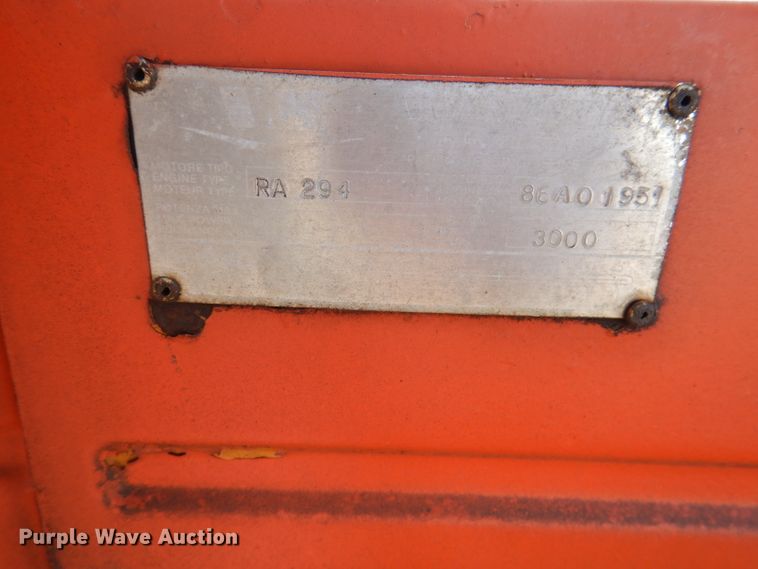 MOTORE TIPO
ENGINE TYPE
MOTEUR TYPE
RA 294 86A01951
3000
Purple Wave Auction